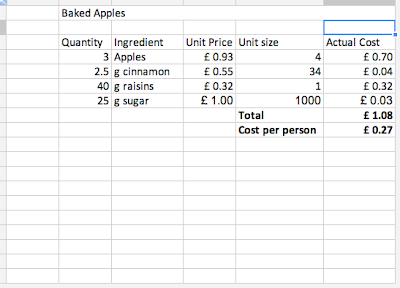 Baked Apples
Quantity Ingredient Unit Price Unit size Actual Cost
3 Apples £ 0.93 4 £ 0.70
2.5 g cinnamon £ 0.55 34 £ 0.04
40 g raisins £ 0.32 1 £ 0.32
25 g sugar £ 1.00 1000 £ 0.03
Total £ 1.08
Cost per person £ 0.27